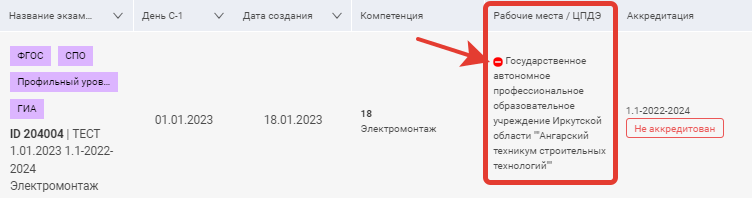 Название экзам...
День С-1
Дата создания
Компетенция
Рабочие места / ЦПДЭ
Аккредитация
ФГОС
СПО
Профильный уров...
ГИА
ID 204004 | ТЕСТ
1.01.2023 1.1-2022-
2024
Электромонтаж
01.01.2023
18.01.2023
18
Электромонтаж
Государственное
автономное
профессиональное
образовательное
учреждение Иркутской
области ""Ангарский
техникум строительных
технологий""
1.1-2022-2024
Не аккредитован